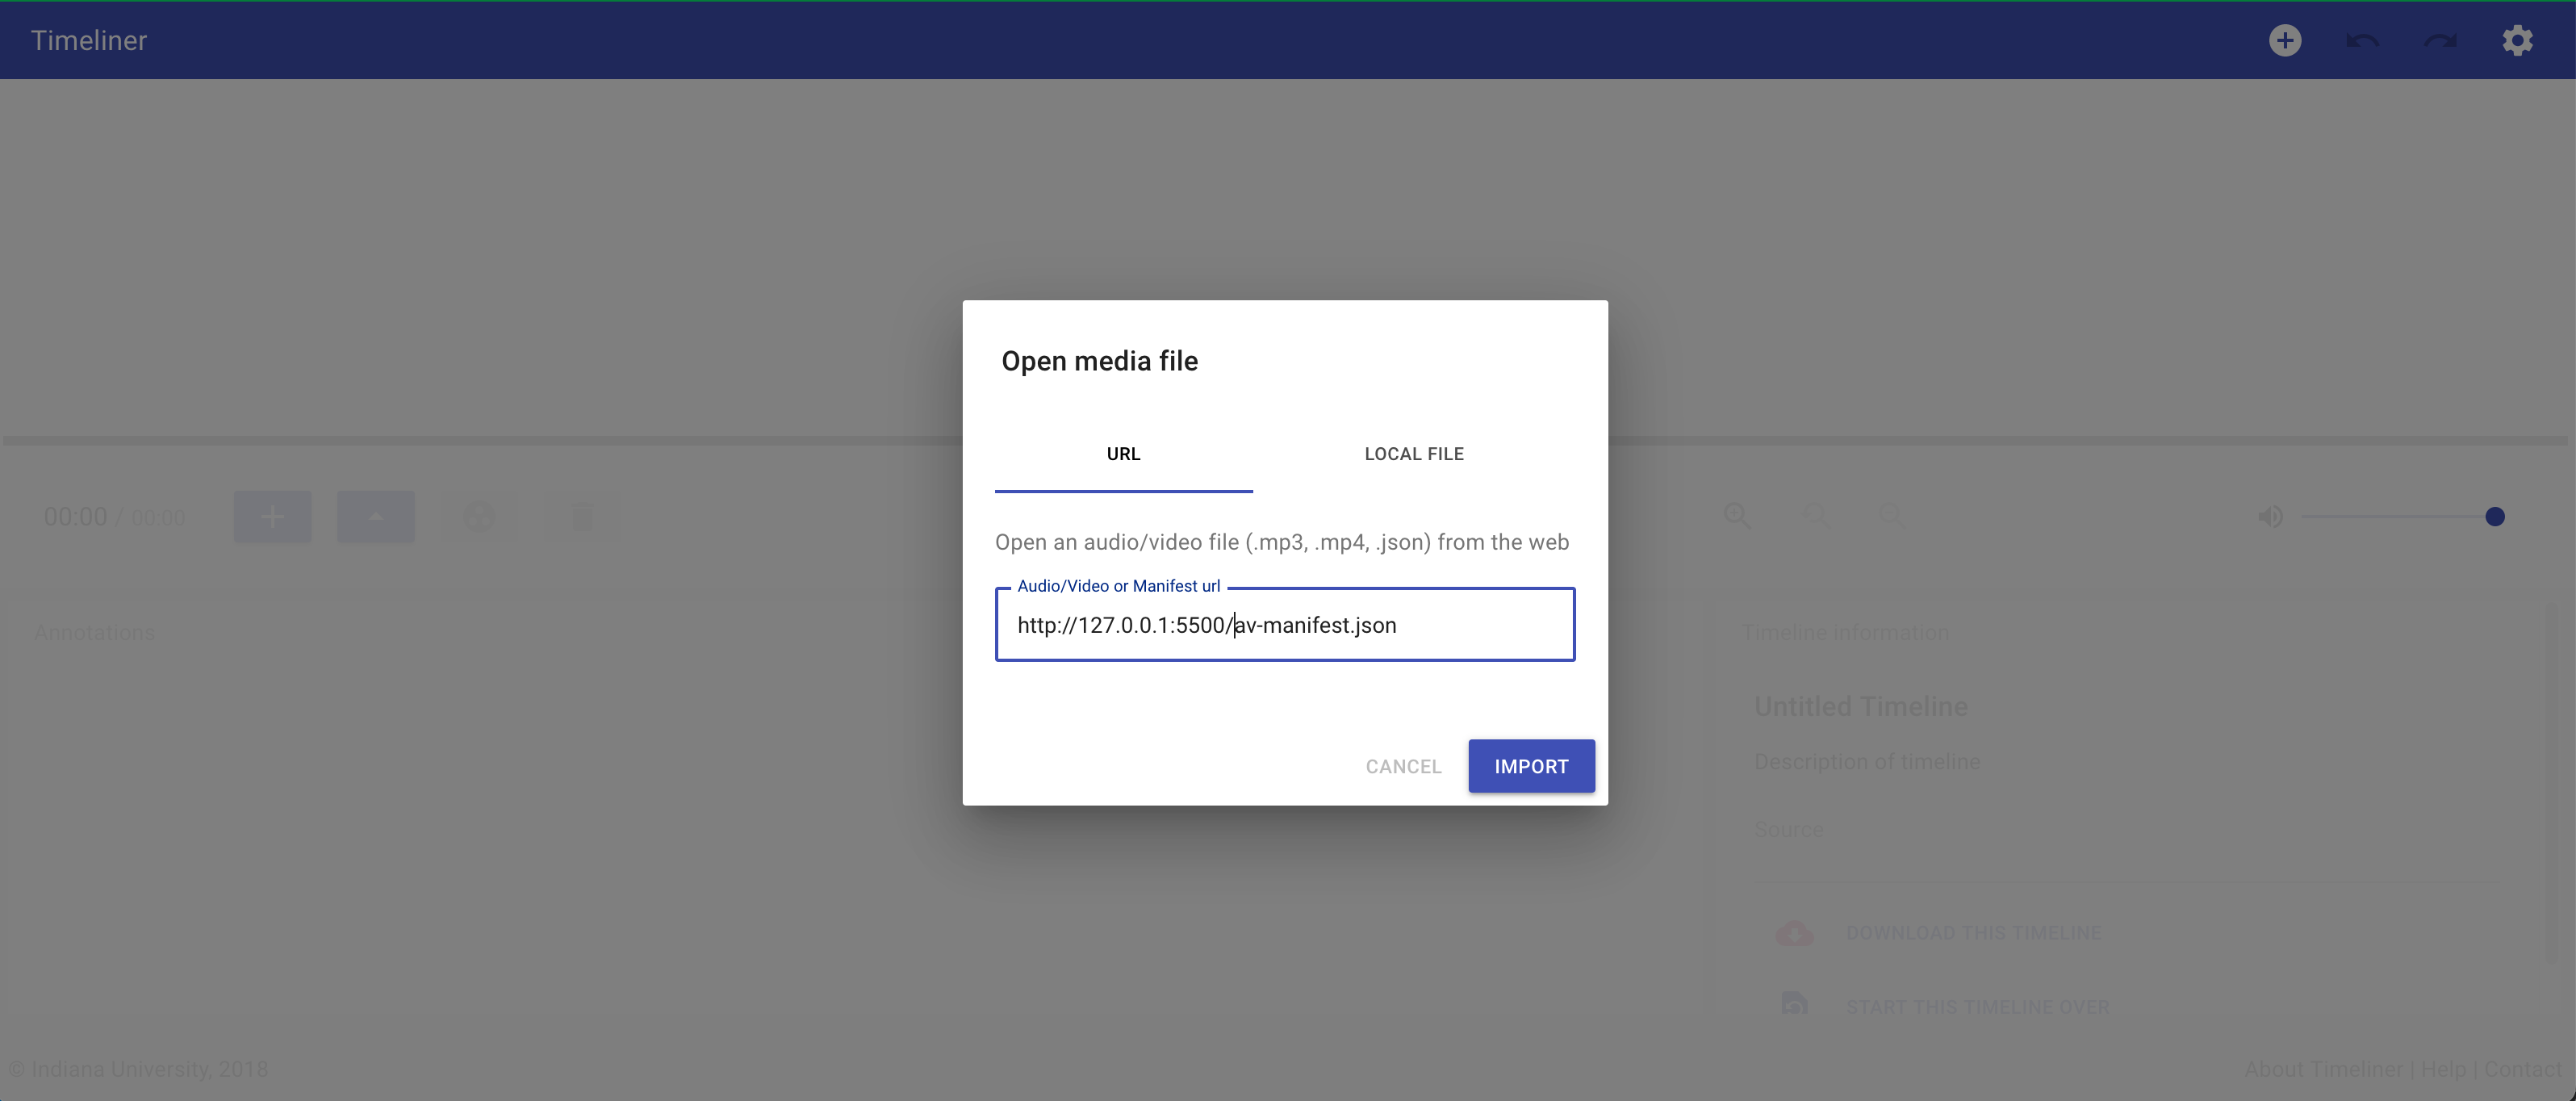 Timeliner
Open media file
URL
LOCAL FILE
Open an audio/video file (.mp3, .mp4, .json) from the web
Audio/Video or Manifest url
http://127.0.0.1:5500/av-manifest.json
CANCEL
IMPORT
00:00 / 00:00
Annotations
Timeline information
Untitled Timeline
Description of timeline
Source
DOWNLOAD THIS TIMELINE
START THIS TIMELINE OVER
© Indiana University, 2018
About Timeliner | Help | Contact